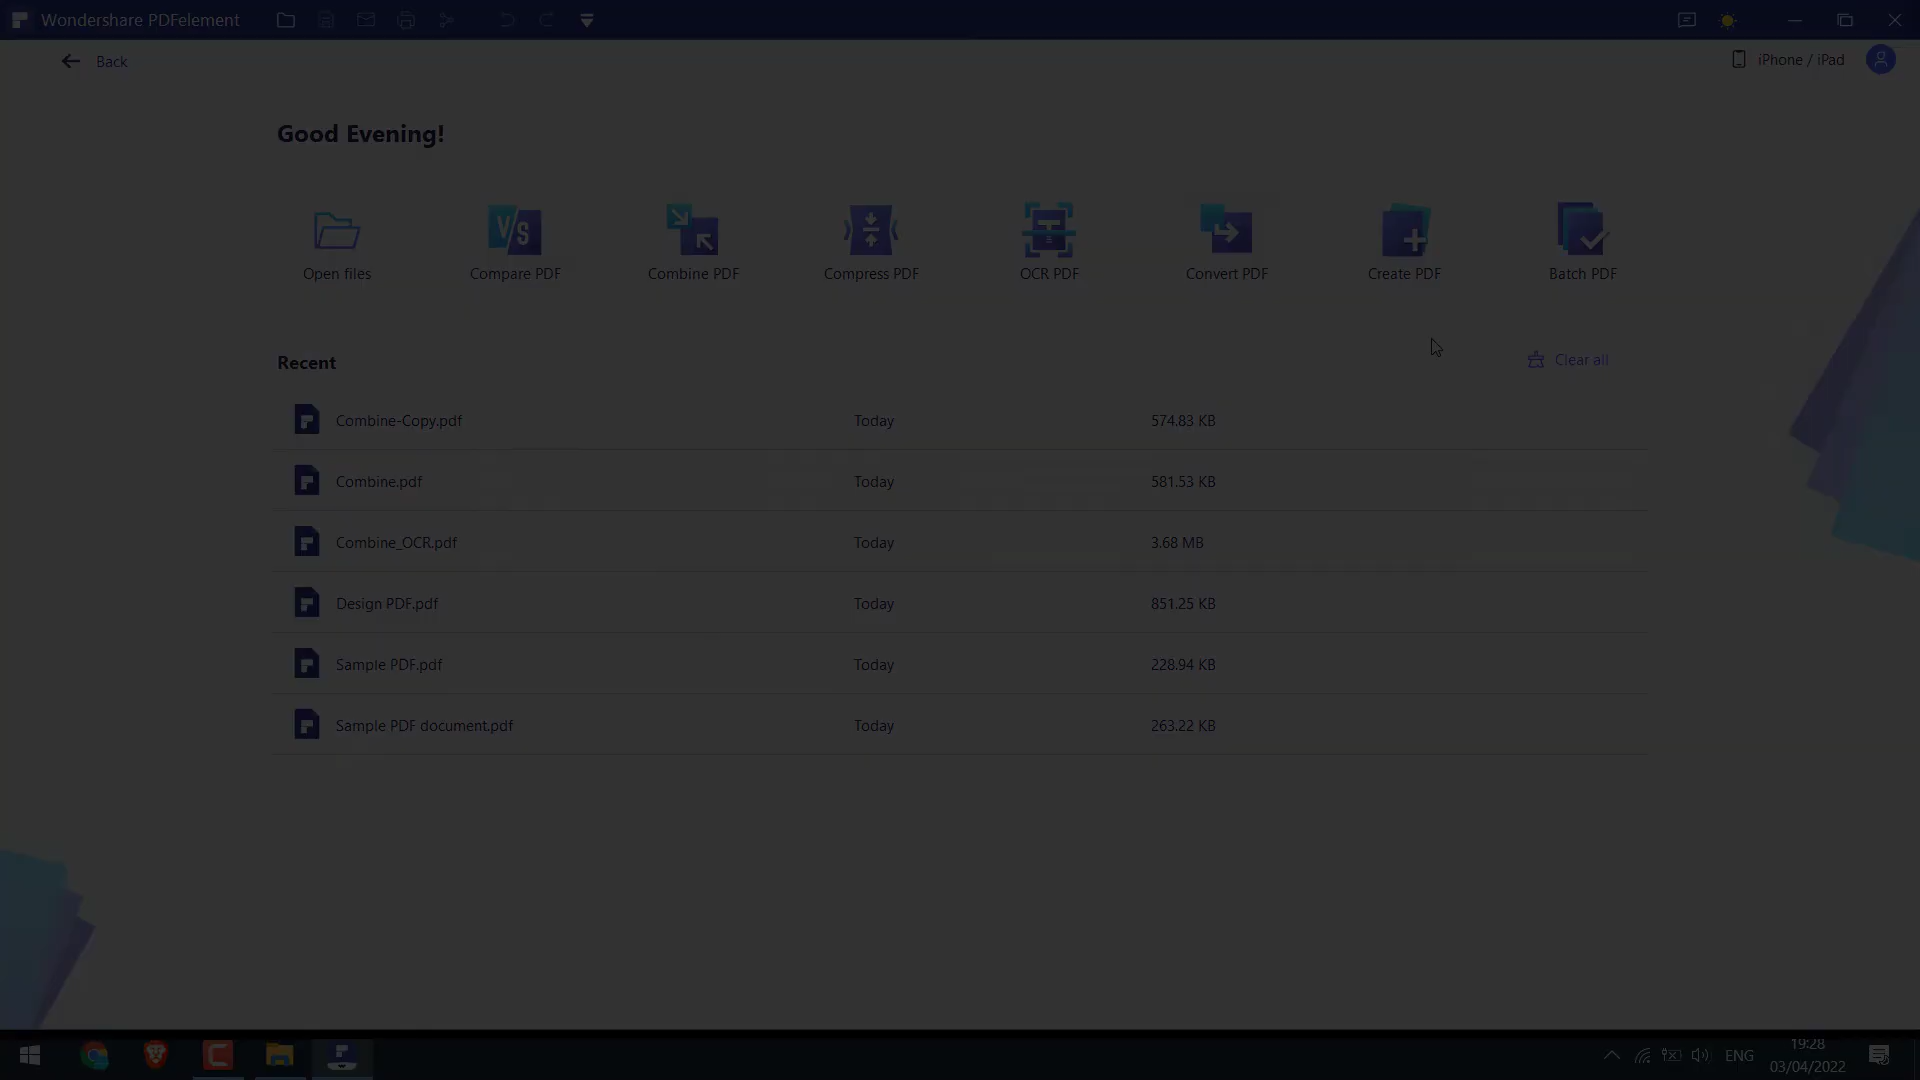 Wondershare PDFelement
Back
iPhone / iPad
Good Evening!
Open files
VS
Compare PDF
Combine PDF
Compress PDF
T
OCR PDF
Convert PDF
Create PDF
Batch PDF
Recent
Clear all
Combine-Copy.pdf Today 574.83 KB
Combine.pdf Today 581.53 KB
Combine_OCR.pdf Today 3.68 MB
Design PDF.pdf Today 851.25 KB
Sample PDF.pdf Today 228.94 KB
Sample PDF document.pdf Today 263.22 KB
ENG
19:28
03/04/2022